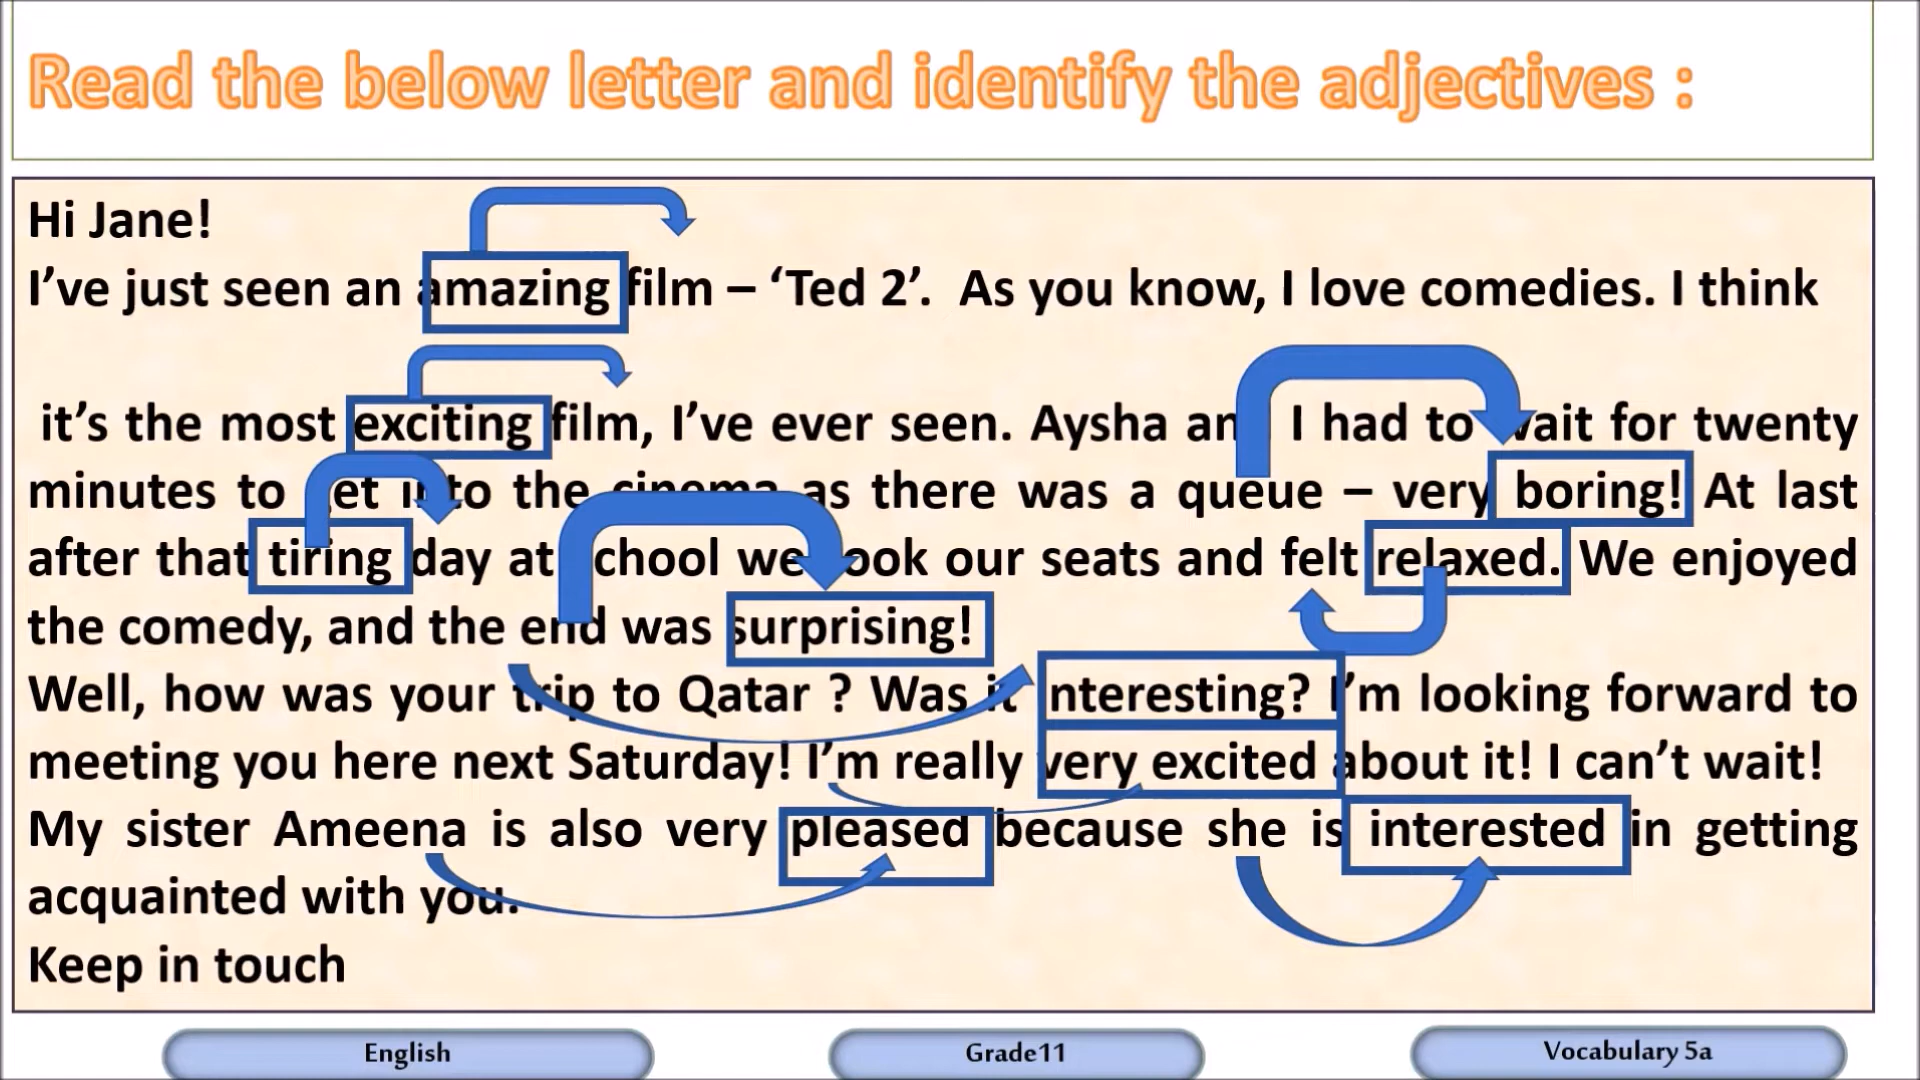 Read the below letter and identify the adjectives :
Hi Jane!
I've just seen an amazing film – 'Ted 2'. As you know, I love comedies. I think
it's the most exciting film, I've ever seen. Aysha and I had to wait for twenty
minutes to get into the cinema as there was a queue – very boring! At last
after that tiring day at school we took our seats and felt relaxed. We enjoyed
the comedy, and the end was surprising!
Well, how was your trip to Qatar ? Was it interesting? I'm looking forward to
meeting you here next Saturday! I'm really very excited about it! I can't wait!
My sister Ameena is also very pleased because she is interested in getting
acquainted with you.
Keep in touch
English
Grade11
Vocabulary 5a